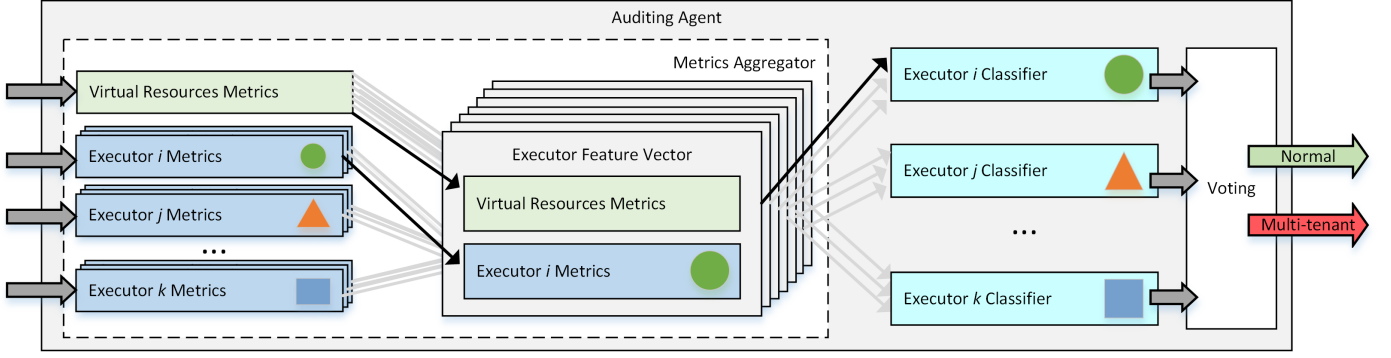 Auditing Agent
Metrics Aggregator
Virtual Resources Metrics
Executor i Metrics
Executor j Metrics
...
Executor k Metrics
Executor Feature Vector
Virtual Resources Metrics
Executor i Metrics
Executor i Classifier
Executor j Classifier
...
Executor k Classifier
Voting
Normal
Multi-tenant